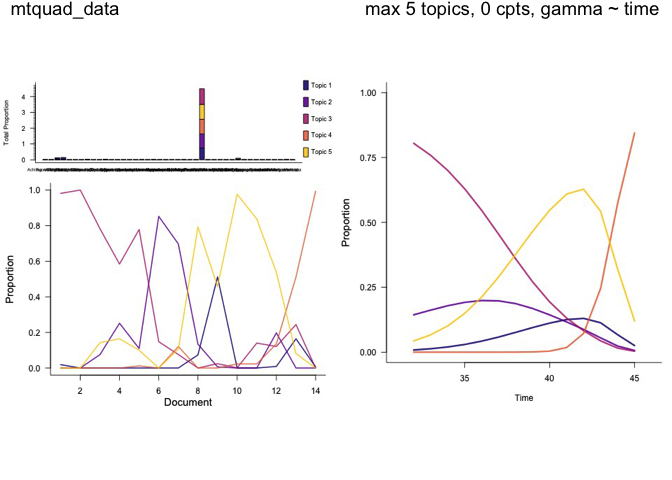 mtquad_data
max 5 topics, 0 cpts, gamma ~ time
Total Proportion
4
3
2
1
0
Topic 1
Topic 2
Topic 3
Topic 4
Topic 5
Proportion
1.0
0.8
0.6
0.4
0.2
0.0
2 4 6 8 10 12 14
Document
Proportion
1.00
0.75
0.50
0.25
0.00
35 40 45
Time